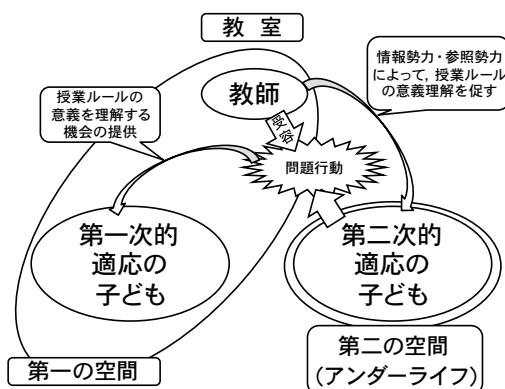 教 室
情報勢力・参照勢力
によって，授業ルール
の意義理解を促す
教師
授業ルールの
意義を理解する
機会の提供
受容
問題行動
第一次的
適応の
子ども
第二次的
適応の
子ども
第一の空間
第二の空間
(アンダーライフ)